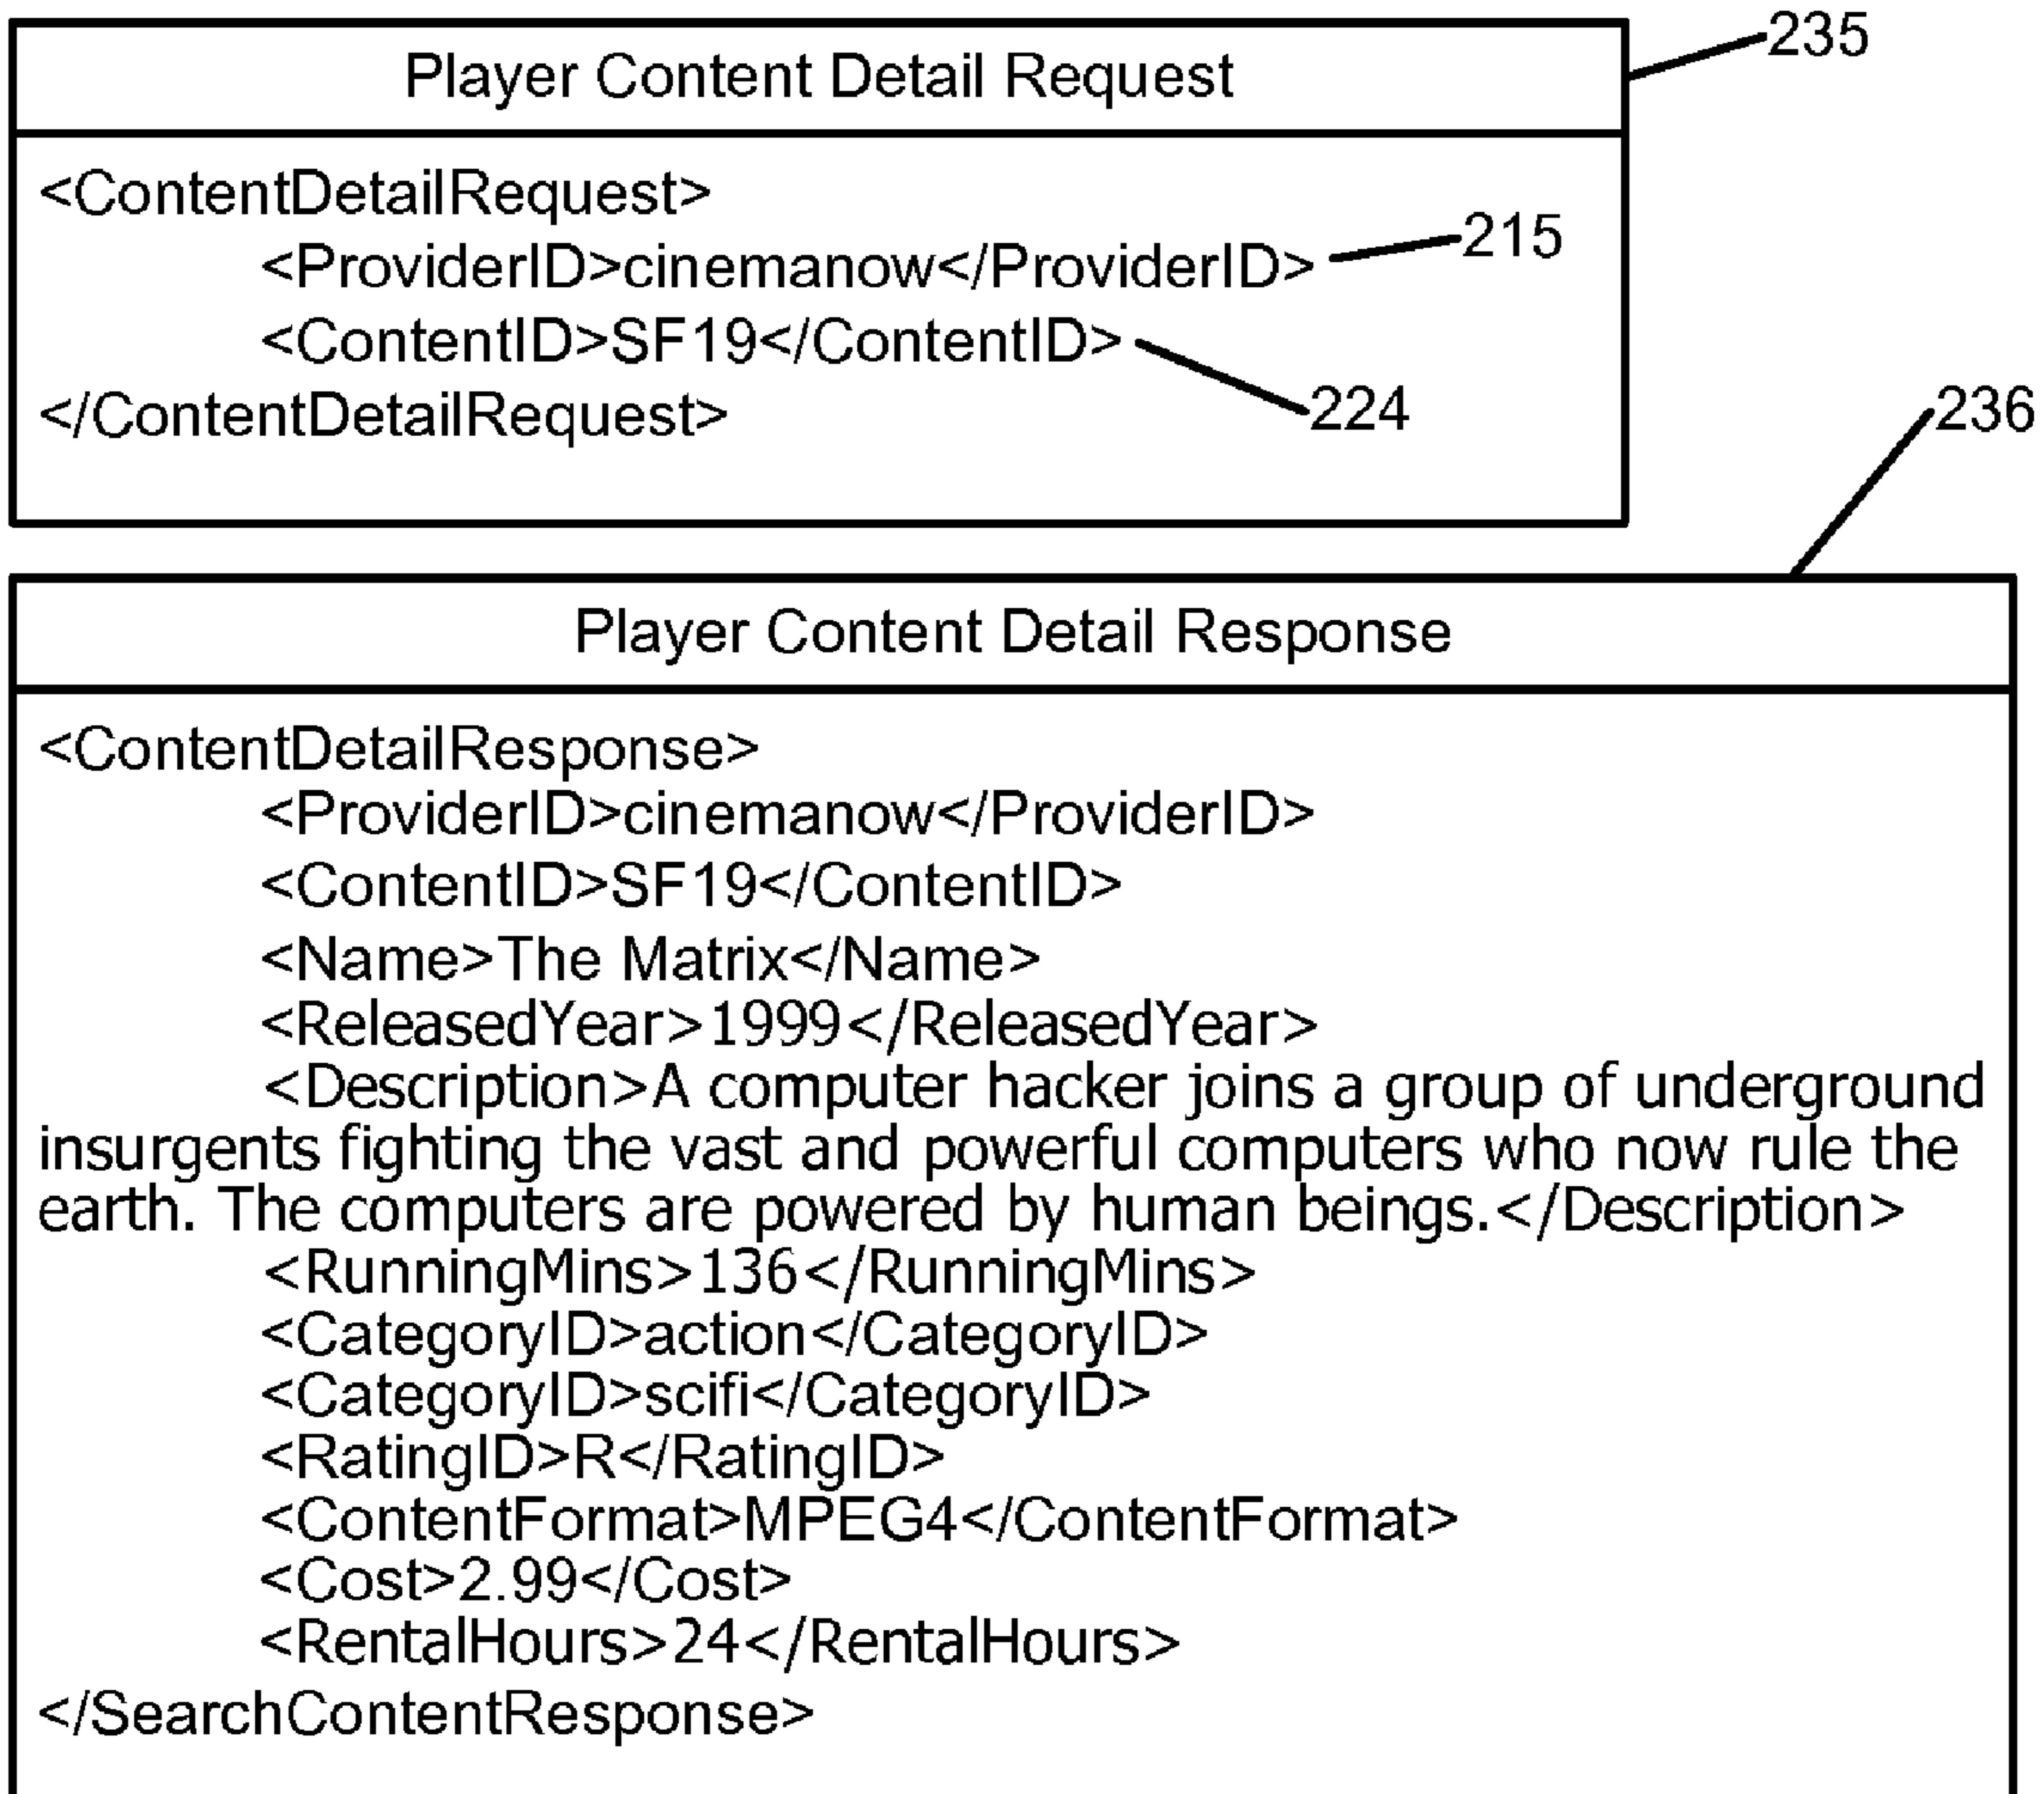 Player Content Detail Request
235
<ContentDetailRequest>
<ProviderID>cinemanow</ProviderID>
215
<ContentID>SF19</ContentID>
224
</ContentDetailRequest>
236
Player Content Detail Response
<ContentDetailResponse>
<ProviderID>cinemanow</ProviderID>
<ContentID>SF19</ContentID>
<Name>The Matrix</Name>
<ReleasedYear>1999</ReleasedYear>
<Description>A computer hacker joins a group of underground
insurgents fighting the vast and powerful computers who now rule the
earth. The computers are powered by human beings.</Description>
<RunningMins>136</RunningMins>
<CategoryID>action</CategoryID>
<CategoryID>scifi</CategoryID>
<RatingID>R</RatingID>
<ContentFormat>MPEG4</ContentFormat>
<Cost>2.99</Cost>
<RentalHours>24</RentalHours>
</SearchContentResponse>